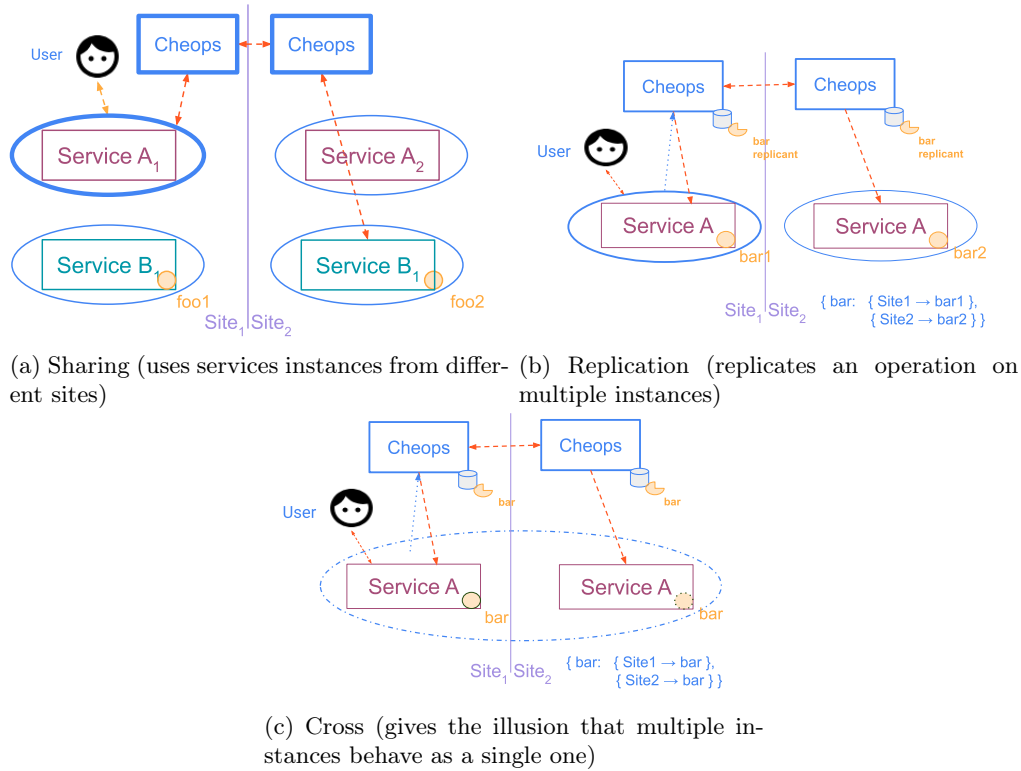 User
Cheops
Cheops
Service A1
Service A2
Service B1
foo1
Service B1
foo2
Site1
Site2
(a) Sharing (uses services instances from differ-
ent sites)
Cheops
Cheops
bar
replicant
bar
replicant
User
Service A
bar1
Service A
bar2
Site1
Site2
{ bar: { Site1 → bar1 },
{ Site2 → bar2 } }
(b) Replication (replicates an operation on
multiple instances)
Cheops
Cheops
bar
bar
User
Service A
bar
Service A
bar
Site1
Site2
{ bar: { Site1 → bar },
{ Site2 → bar } }
(c) Cross (gives the illusion that multiple in-
stances behave as a single one)